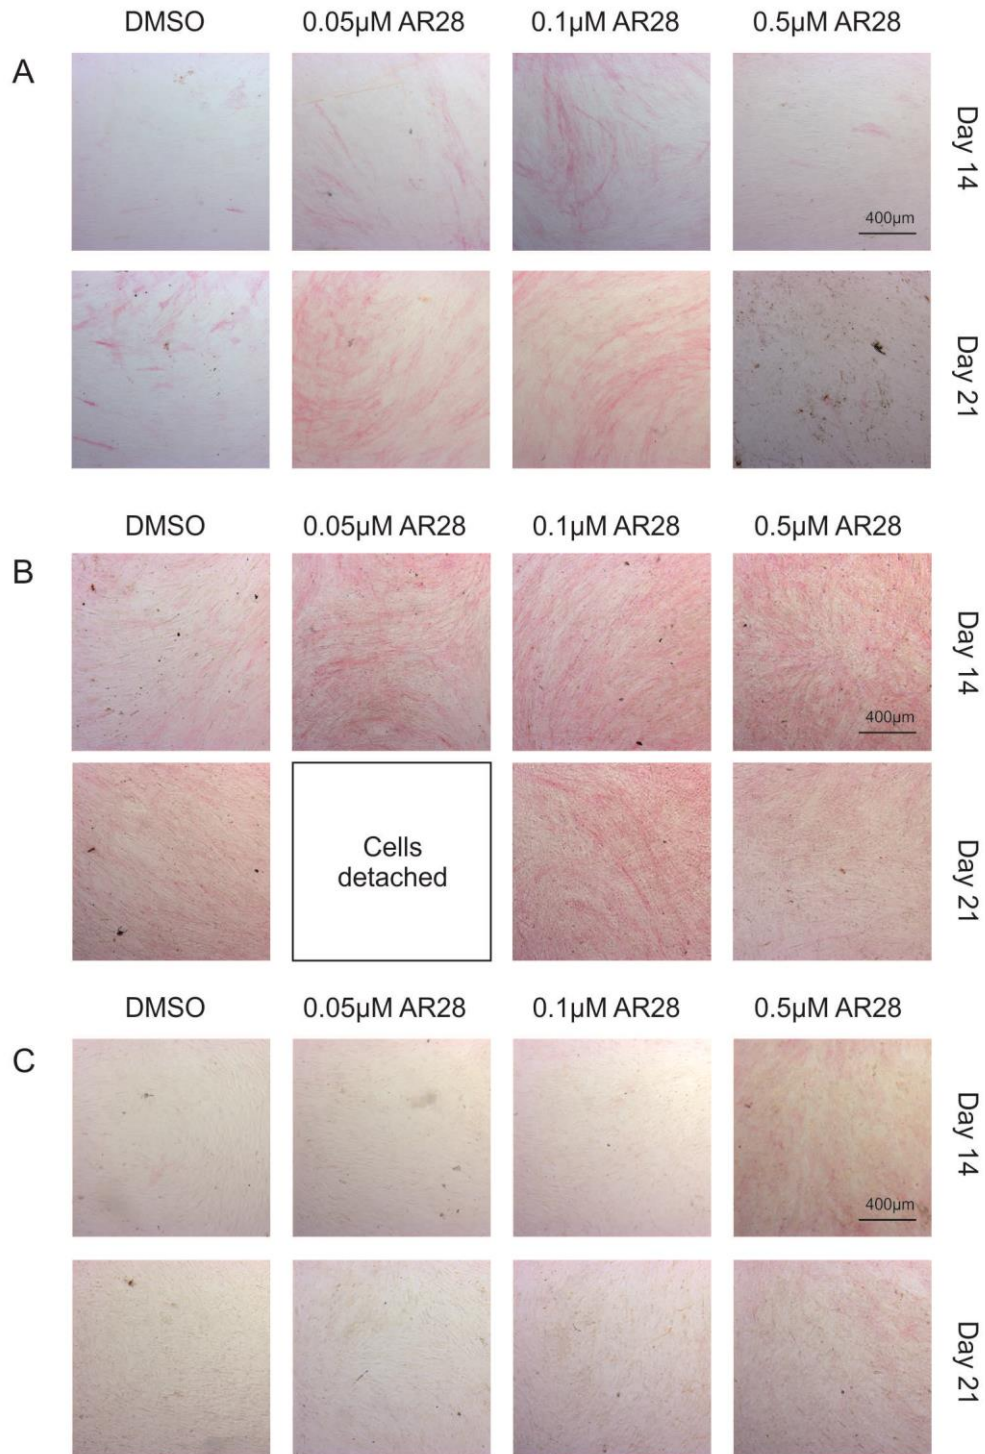 DMSO 0.05µM AR28 0.1µM AR28 0.5µM AR28
A
Day 14
400µm
Day 21
DMSO 0.05µM AR28 0.1µM AR28 0.5µM AR28
B
Day 14
400µm
Cells
detached
Day 21
DMSO 0.05µM AR28 0.1µM AR28 0.5µM AR28
C
Day 14
400µm
Day 21